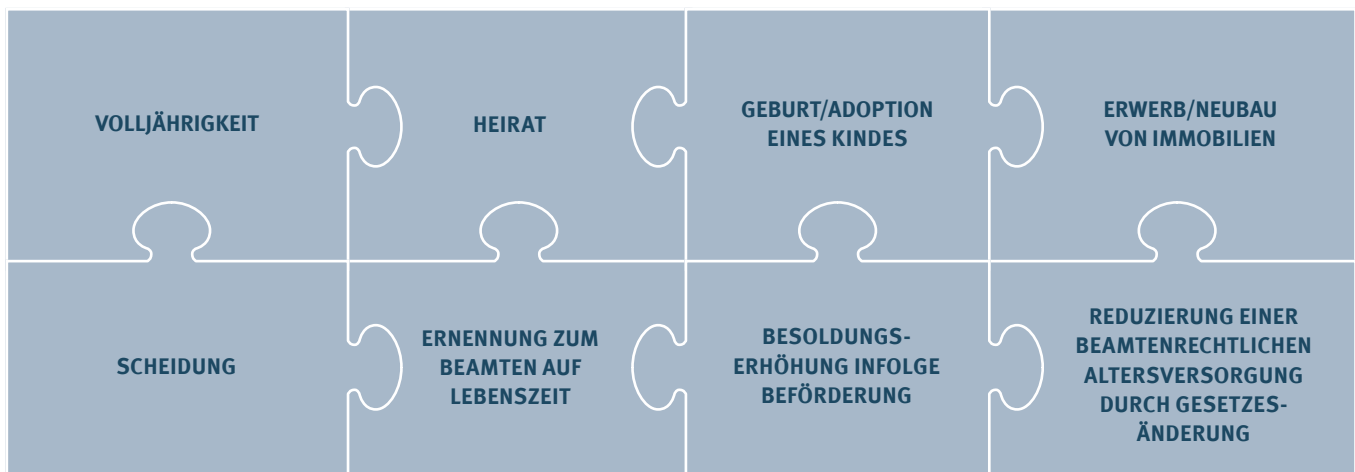 VOLLJÄHRIGKEIT
HEIRAT
GEBURT/ADOPTION
EINES KINDES
ERWERB/NEUBAU
VON IMMOBILIEN
SCHEIDUNG
ERNENNUNG ZUM
BEAMTEN AUF
LEBENSZEIT
BESOLDUNGS-
ERHÖHUNG INFOLGE
BEFÖRDERUNG
REDUZIERUNG EINER
BEAMTENRECHTLICHEN
ALTERSVERSORGUNG
DURCH GESETZES-
ÄNDERUNG